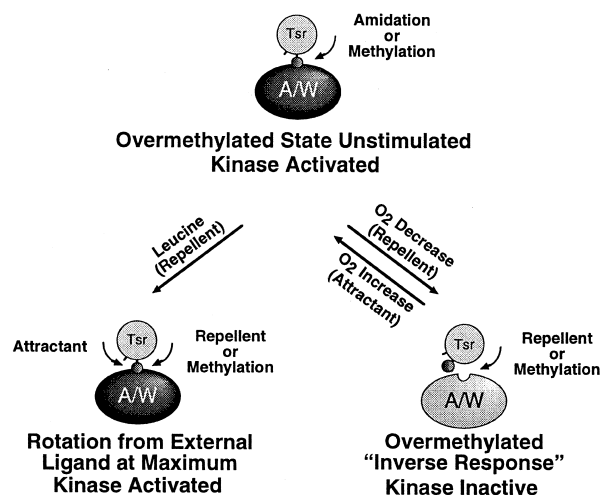 Tsr
Amidation
or
Methylation
A/W
Overmethylated State Unstimulated
Kinase Activated
Leucine
(Repellent)
O2 Decrease
(Repellent)
O2 Increase
(Attractant)
Attractant
Tsr
Repellent
or
Methylation
A/W
Rotation from External
Ligand at Maximum
Kinase Activated
Tsr
Repellent
or
Methylation
A/W
Overmethylated
“Inverse Response”
Kinase Inactive